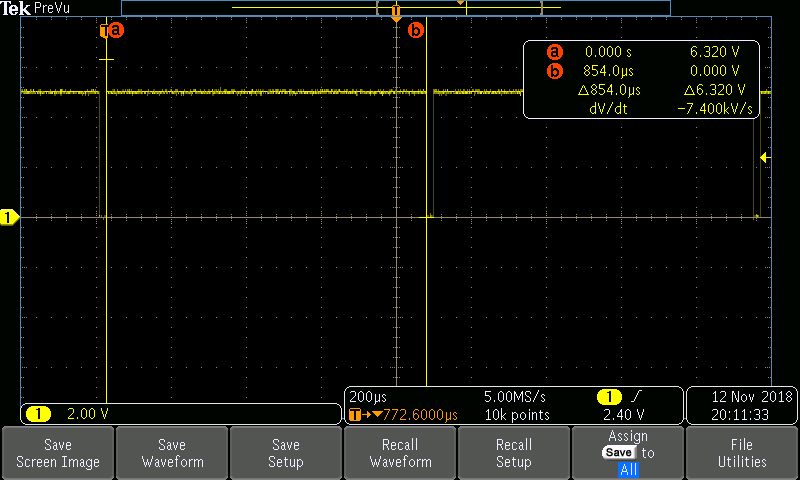 Tek PreVu
T
T a b
a 0.000 s 6.320 V
b 854.0µs 0.000 V
△854.0µs △6.320 V
dV/dt −7.400kV/s
1
1 2.00 V
200µs 5.00MS/s 1
T→▼772.6000µs 10k points 2.40 V
12 Nov 2018
20:11:33
Save
Screen Image
Save
Waveform
Save
Setup
Recall
Waveform
Recall
Setup
Assign
Save to
All
File
Utilities